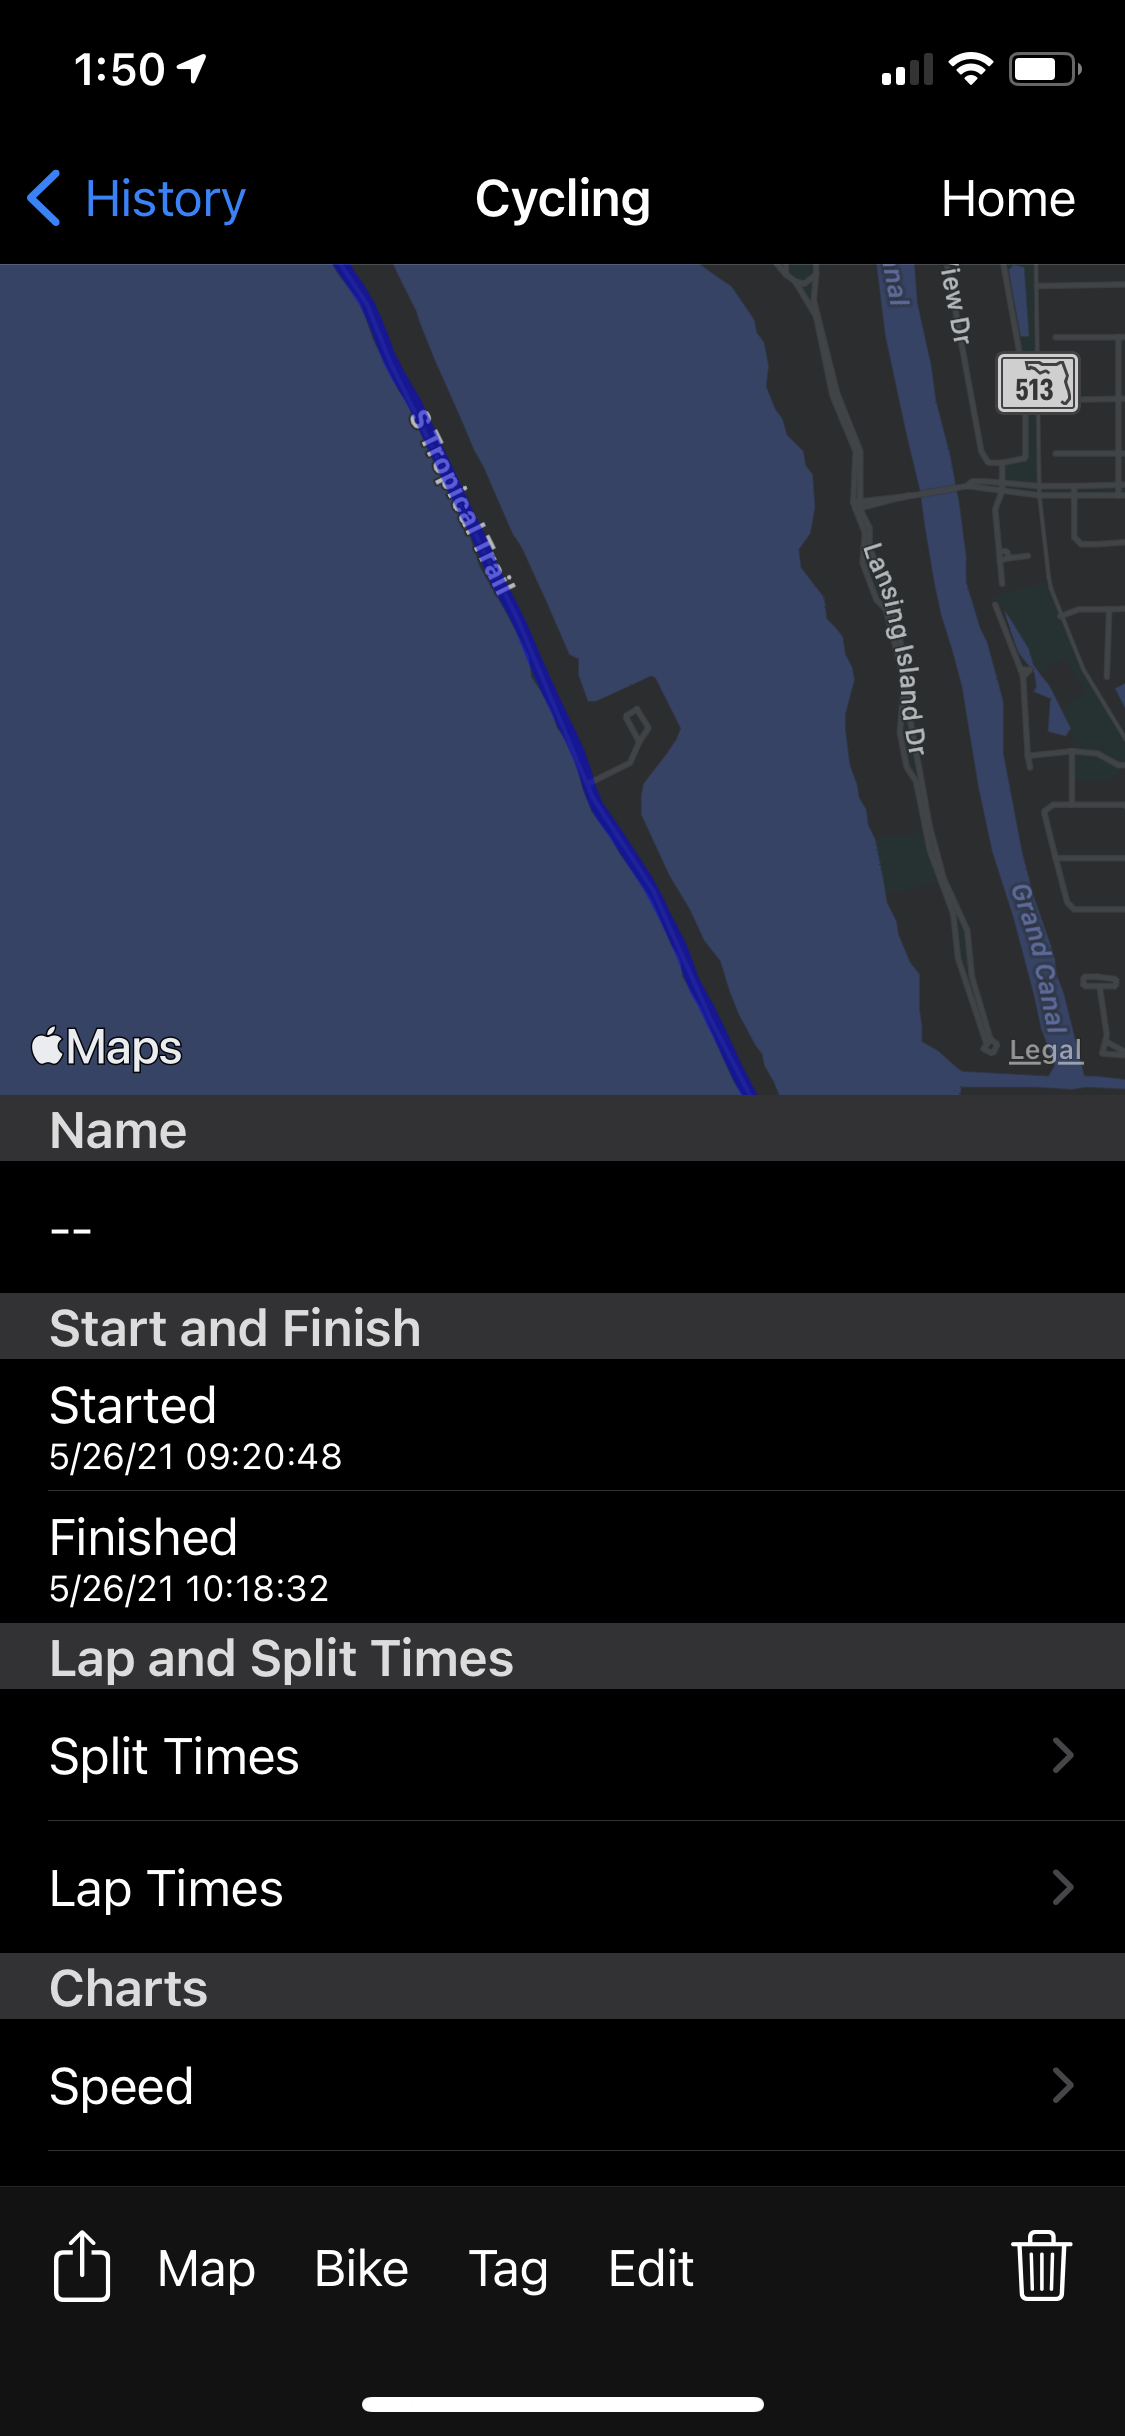 1:50
History
Cycling
Home
nal
iew Dr
513
S Tropical Trail
Lansing Island Dr
Grand Canal
Maps
Legal
Name
--
Start and Finish
Started
5/26/21 09:20:48
Finished
5/26/21 10:18:32
Lap and Split Times
Split Times
Lap Times
Charts
Speed
Map
Bike
Tag
Edit